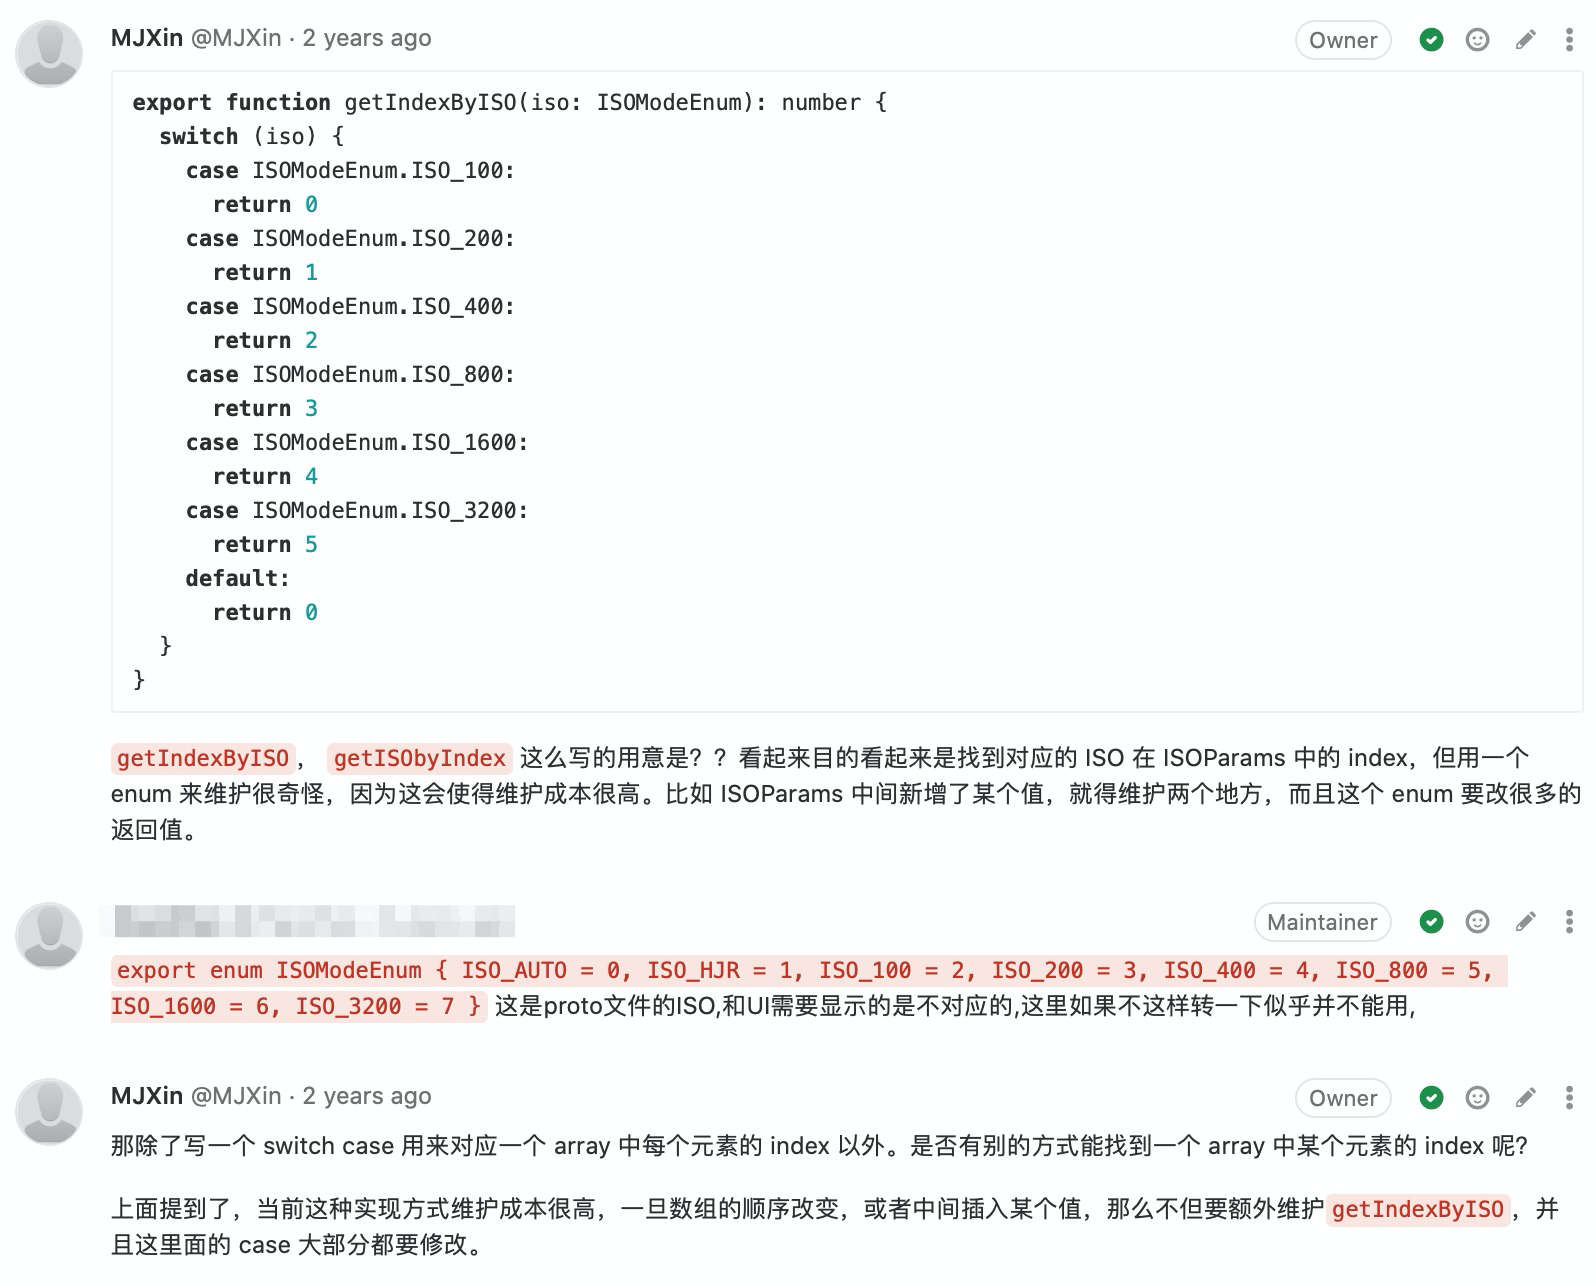 MJXin @MJXin · 2 years ago
Owner
export function getIndexByISO(iso: ISOModeEnum): number {
switch (iso) {
case ISOModeEnum.ISO_100:
return 0
case ISOModeEnum.ISO_200:
return 1
case ISOModeEnum.ISO_400:
return 2
case ISOModeEnum.ISO_800:
return 3
case ISOModeEnum.ISO_1600:
return 4
case ISOModeEnum.ISO_3200:
return 5
default:
return 0
}
}
getIndexByISO， getISObyIndex 这么写的用意是？？看起来目的看起来是找到对应的 ISO 在 ISOParams 中的 index，但用一个
enum 来维护很奇怪，因为这会使得维护成本很高。比如 ISOParams 中间新增了某个值，就得维护两个地方，而且这个 enum 要改很多的
返回值。
Maintainer
export enum ISOModeEnum { ISO_AUTO = 0, ISO_HJR = 1, ISO_100 = 2, ISO_200 = 3, ISO_400 = 4, ISO_800 = 5,
ISO_1600 = 6, ISO_3200 = 7 } 这是proto文件的ISO,和UI需要显示的是不对应的,这里如果不这样转一下似乎并不能用,
MJXin @MJXin · 2 years ago
Owner
那除了写一个 switch case 用来对应一个 array 中每个元素的 index 以外。是否有别的方式能找到一个 array 中某个元素的 index 呢?
上面提到了，当前这种实现方式维护成本很高，一旦数组的顺序改变，或者中间插入某个值，那么不但要额外维护 getIndexByISO，并
且这里面的 case 大部分都要修改。